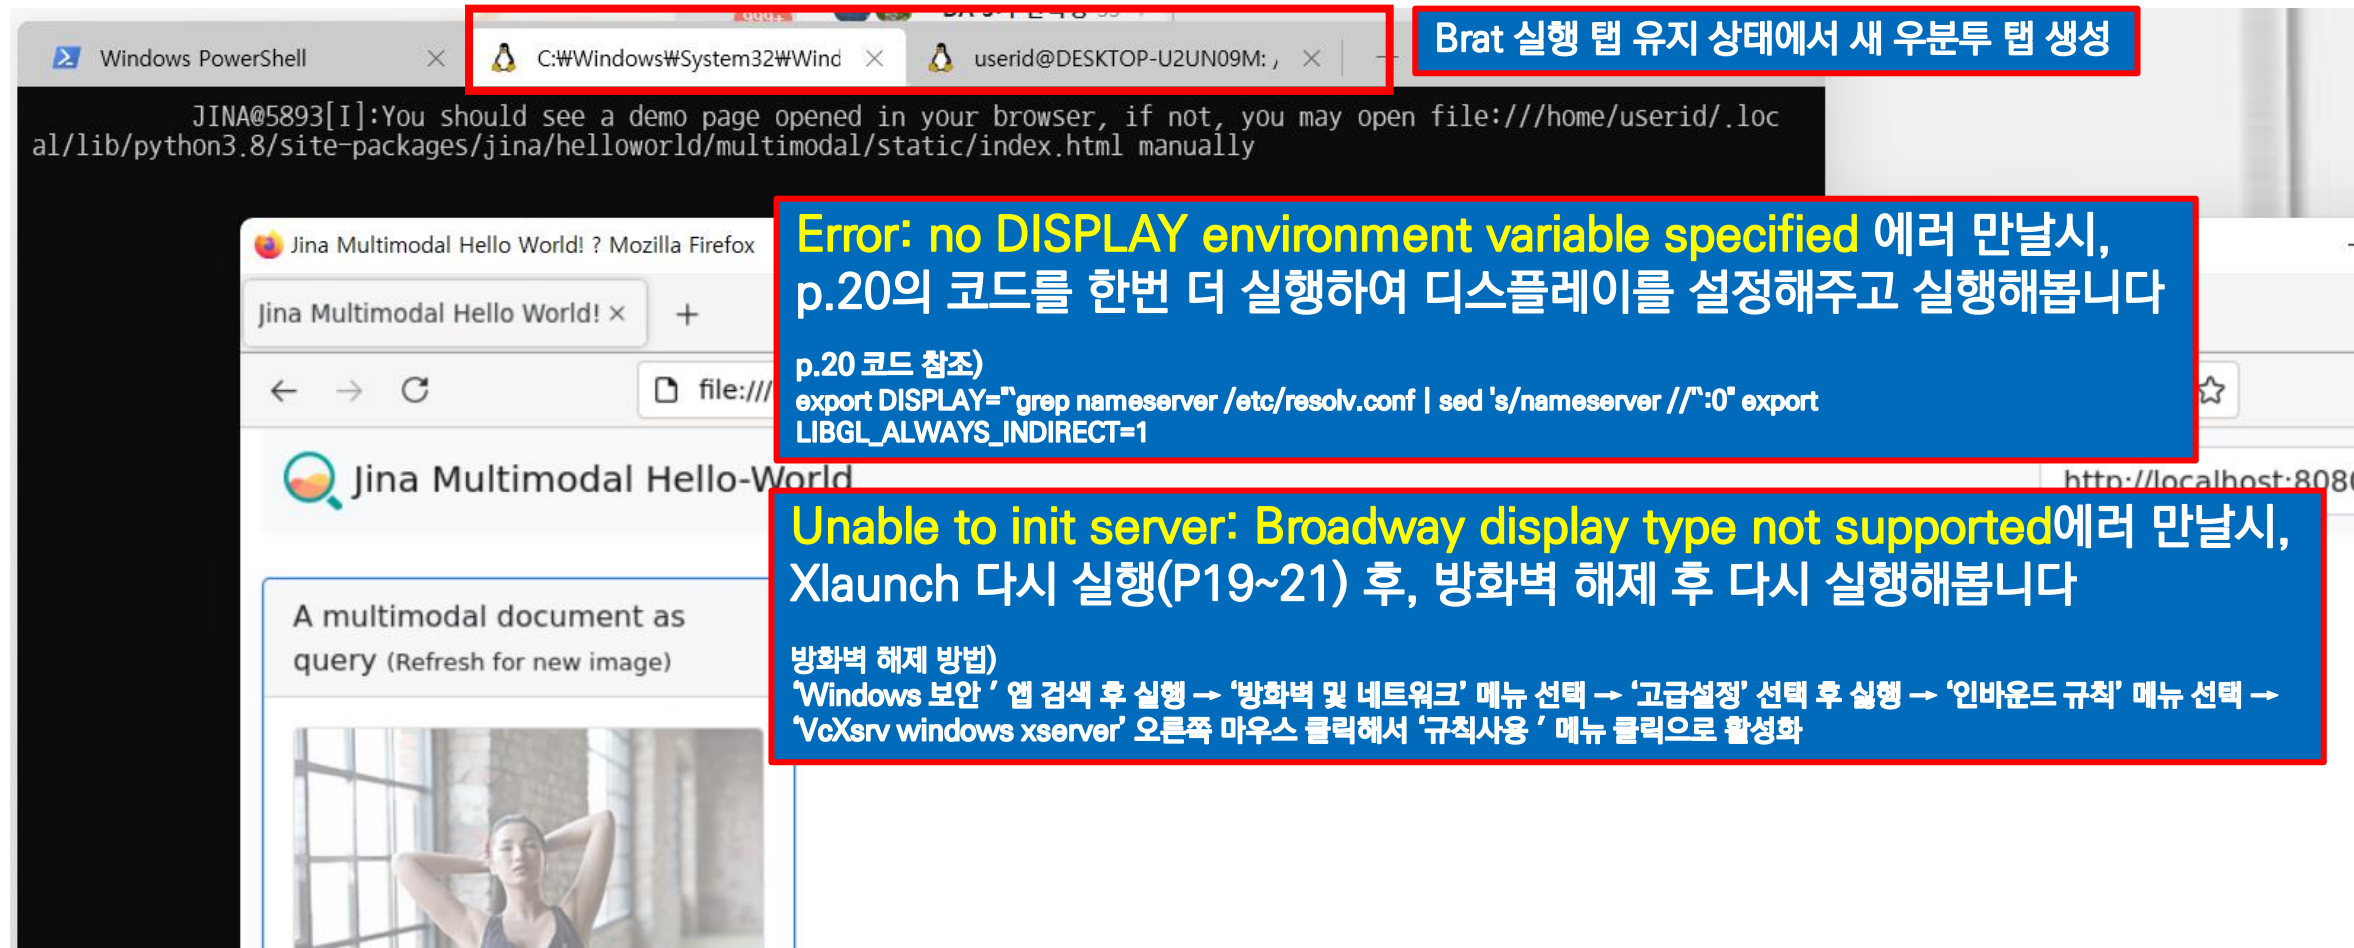 999+
Brat 실행 탭 유지 상태에서 새 우분투 탭 생성
Windows PowerShell
C:₩Windows₩System32₩Wind
userid@DESKTOP-U2UN09M: /
JINA@5893[I]:You should see a demo page opened in your browser, if not, you may open file:///home/userid/.loc
al/lib/python3.8/site-packages/jina/helloworld/multimodal/static/index.html manually
Jina Multimodal Hello World! ? Mozilla Firefox
Jina Multimodal Hello World! ×
file:///
Error: no DISPLAY environment variable specified 에러 만날시,
p.20의 코드를 한번 더 실행하여 디스플레이를 설정해주고 실행해봅니다
p.20 코드 참조)
export DISPLAY="`grep nameserver /etc/resolv.conf | sed 's/nameserver //'`:0" export
LIBGL_ALWAYS_INDIRECT=1
Jina Multimodal Hello-World
http://localhost:808
Unable to init server: Broadway display type not supported에러 만날시,
Xlaunch 다시 실행(P19~21) 후, 방화벽 해제 후 다시 실행해봅니다
방화벽 해제 방법)
‘Windows 보안 ′ 앱 검색 후 실행 → ‘방화벽 및 네트워크’ 메뉴 선택 → ‘고급설정’ 선택 후 싫행 → ‘인바운드 규칙’ 메뉴 선택 →
‘VcXsrv windows xserver’ 오른쪽 마우스 클릭해서 ‘규칙사용 ′ 메뉴 클릭으로 활성화
A multimodal document as
query (Refresh for new image)